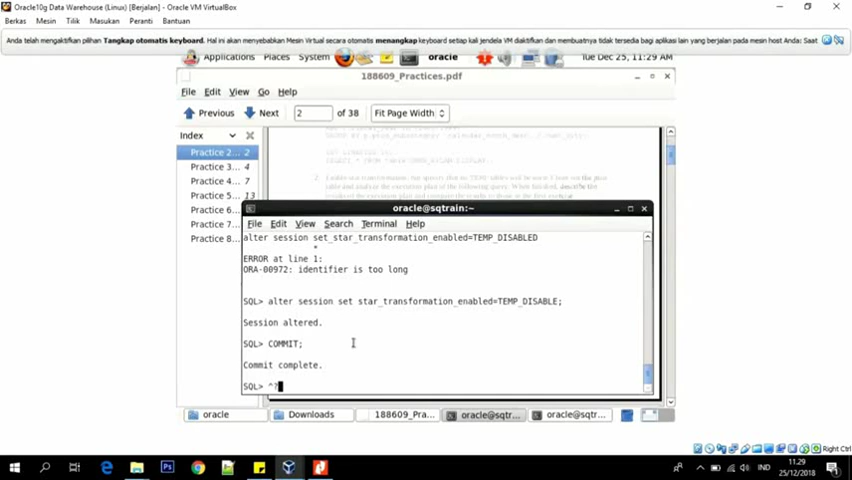 Oracle10g Data Warehouse (Linux) [Berjalan] - Oracle VM VirtualBox
Berkas Mesin Tilik Masukan Peranti Bantuan
Anda telah mengaktifkan pilihan Tangkap otomatis keyboard. Hal ini akan menyebabkan Mesin Virtual secara otomatis menangkap keyboard setiap kali jendela VM diaktifkan dan membuatnya tidak tersedia bagi aplikasi lain yang berjalan pada mesin host Anda: Saat
Applications Places System oracle Tue Dec 25, 11:29 AM
188609_Practices.pdf
File Edit View Go Help
Previous Next 2 of 38 Fit Page Width
Index
Practice 2... 2
Practice 3... 4
Practice 4... 7
Practice 5... 13
Practice 6...
Practice 7...
Practice 8...
oracle@sqtrain:~
File Edit View Search Terminal Help
alter session set_star_transformation_enabled=TEMP_DISABLED
*
ERROR at line 1:
ORA-00972: identifier is too long
SQL> alter session set star_transformation_enabled=TEMP_DISABLE;
Session altered.
SQL> COMMIT;
Commit complete.
SQL> ^?
oracle Downloads 188609_Pra... oracle@sqtr... oracle@sqtr...
Right Ctrl
IND 11.29
25/12/2018